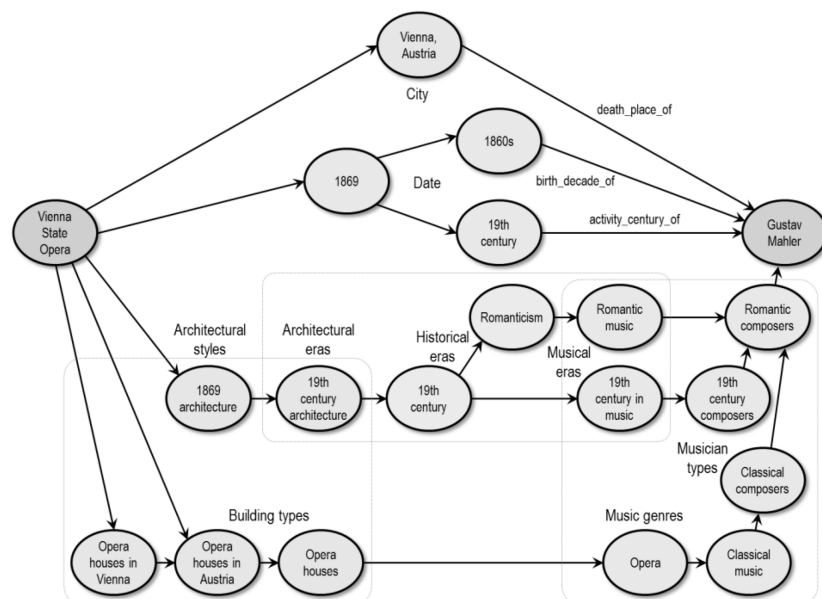 Vienna,
Austria
City
death_place_of
1860s
1869
Date
birth_decade_of
Vienna
State
Opera
19th
century
activity_century_of
Gustav
Mahler
Architectural
styles
Architectural
eras
Historical
eras
Romanticism
Musical
eras
Romantic
music
Romantic
composers
1869
architecture
19th
century
architecture
19th
century
19th
century in
music
19th
century
composers
Musician
types
Classical
composers
Building types
Music genres
Opera
houses in
Vienna
Opera
houses in
Austria
Opera
houses
Opera
Classical
music